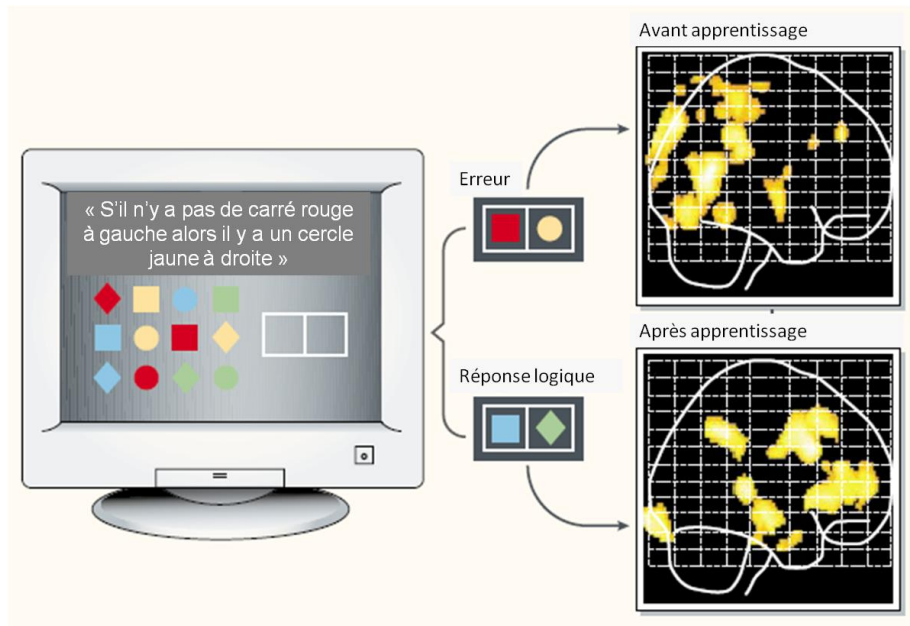 Avant apprentissage
Erreur
« S'il n'y a pas de carré rouge
à gauche alors il y a un cercle
jaune à droite »
Après apprentissage
Réponse logique